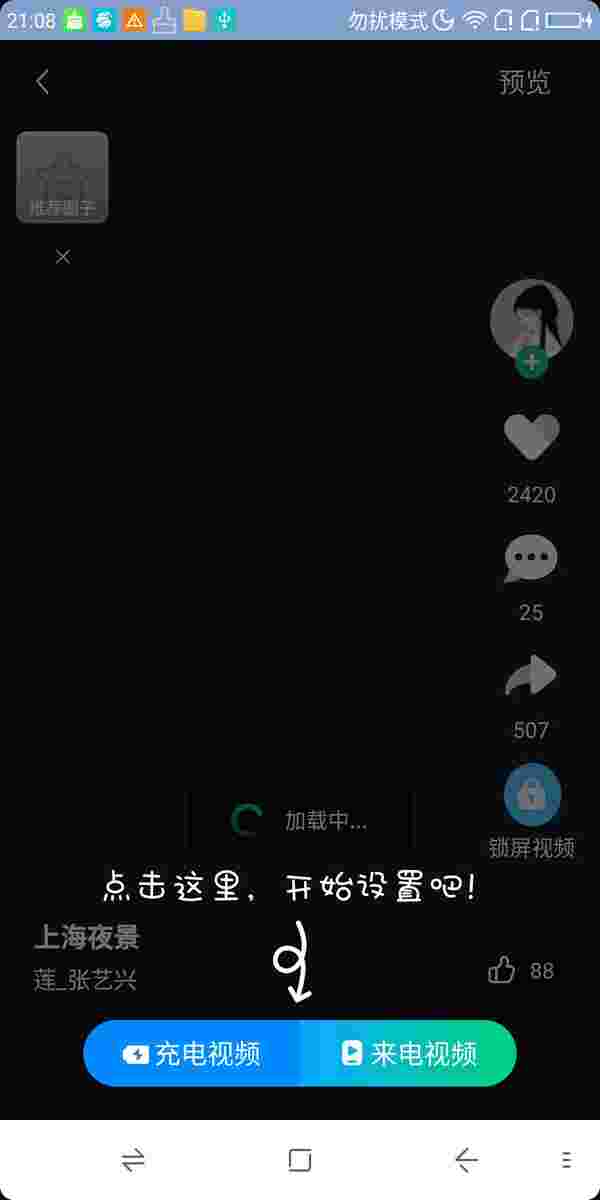 21:08 勿扰模式
预览
推荐圈子
2420
25
507
加载中...
锁屏视频
点击这里，开始设置吧！
上海夜景
莲_张艺兴
88
充电视频 来电视频